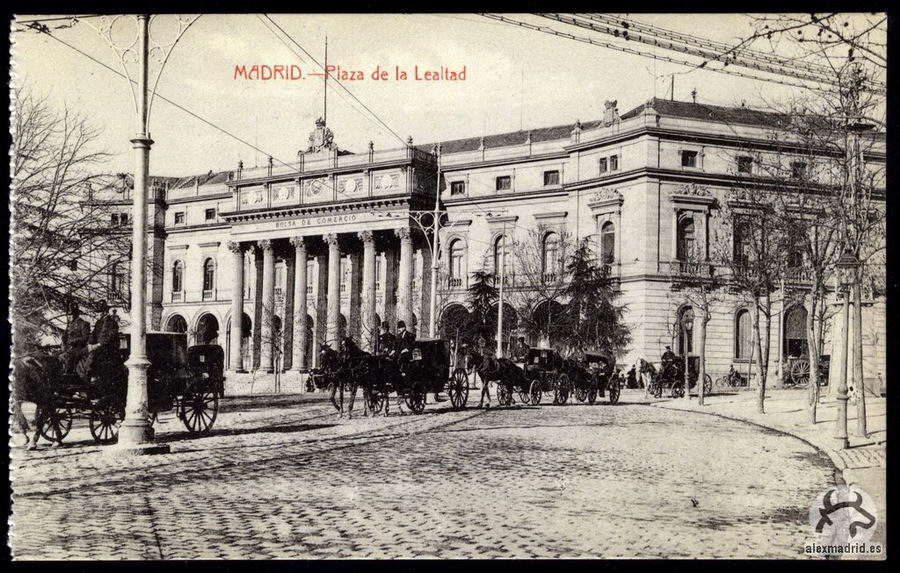 MADRID.—Plaza de la Lealtad
BOLSA DE COMERCIO
alexmadrid.es